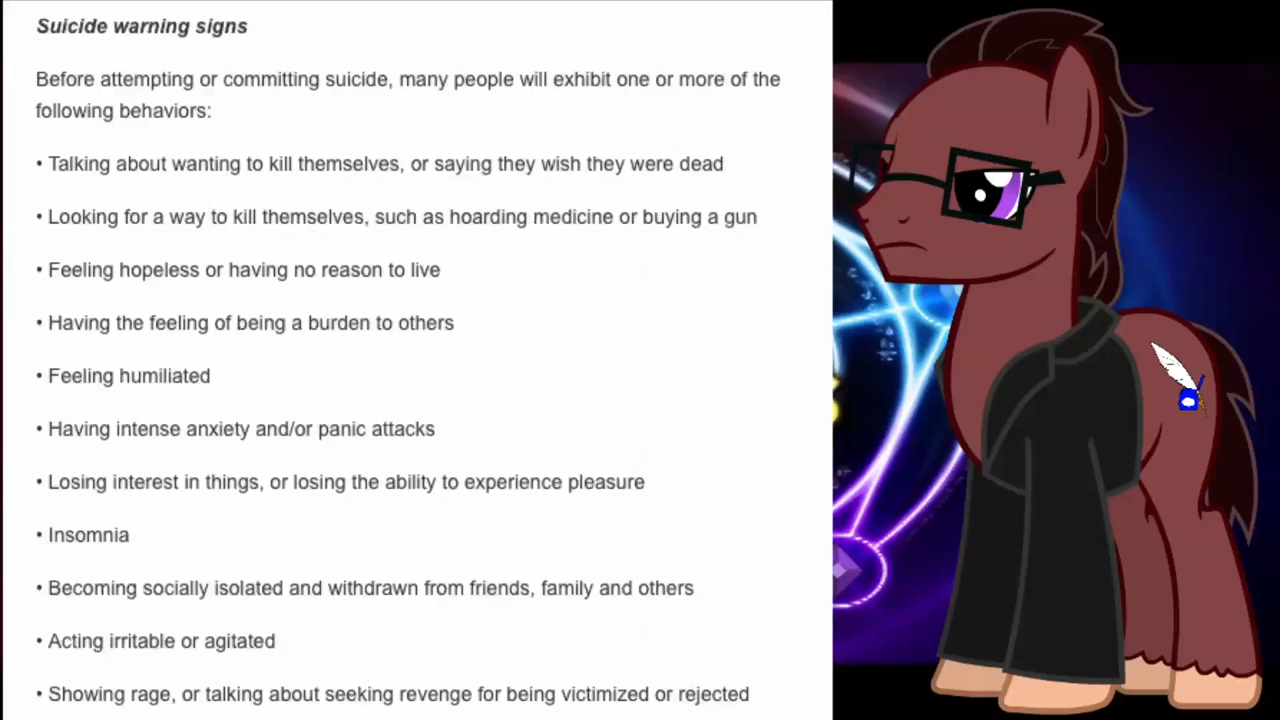 Suicide warning signs
Before attempting or committing suicide, many people will exhibit one or more of the
following behaviors:
• Talking about wanting to kill themselves, or saying they wish they were dead
• Looking for a way to kill themselves, such as hoarding medicine or buying a gun
• Feeling hopeless or having no reason to live
• Having the feeling of being a burden to others
• Feeling humiliated
• Having intense anxiety and/or panic attacks
• Losing interest in things, or losing the ability to experience pleasure
• Insomnia
• Becoming socially isolated and withdrawn from friends, family and others
• Acting irritable or agitated
• Showing rage, or talking about seeking revenge for being victimized or rejected